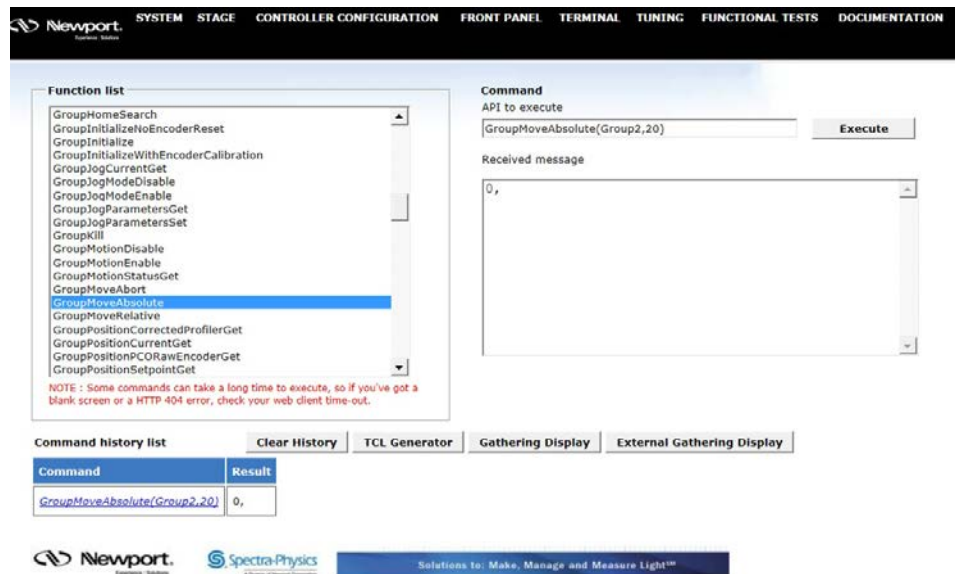 Newport.
Experience | Solutions
SYSTEM STAGE CONTROLLER CONFIGURATION FRONT PANEL TERMINAL TUNING FUNCTIONAL TESTS DOCUMENTATION
Function list
GroupHomeSearch
GroupInitializeNoEncoderReset
GroupInitialize
GroupInitializeWithEncoderCalibration
GroupJogCurrentGet
GroupJogModeDisable
GroupJogModeEnable
GroupJogParametersGet
GroupJogParametersSet
GroupKill
GroupMotionDisable
GroupMotionEnable
GroupMotionStatusGet
GroupMoveAbort
GroupMoveAbsolute
GroupMoveRelative
GroupPositionCorrectedProfilerGet
GroupPositionCurrentGet
GroupPositionPCORawEncoderGet
GroupPositionSetpointGet
NOTE : Some commands can take a long time to execute, so if you've got a
blank screen or a HTTP 404 error, check your web client time-out.
Command
API to execute
GroupMoveAbsolute(Group2,20)
Execute
Received message
0,
Command history list
Clear History
TCL Generator
Gathering Display
External Gathering Display
Command Result
GroupMoveAbsolute(Group2,20) 0,
Newport.
Spectra-Physics
Solutions to: Make, Manage and Measure Light℠